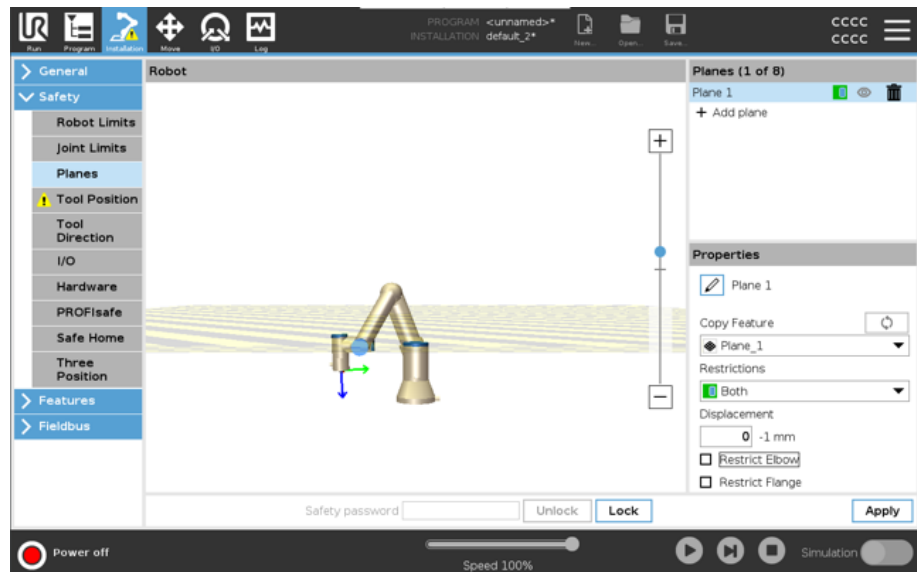 PROGRAM <unnamed>*
INSTALLATION default_2*
UR
Run
Program
Installation
Move
I/O
Log
New...
Open...
Save...
CCCC
CCCC
General
Safety
Robot Limits
Joint Limits
Planes
Tool Position
Tool
Direction
I/O
Hardware
PROFIsafe
Safe Home
Three
Position
Features
Fieldbus
Robot
Planes (1 of 8)
Plane 1
+ Add plane
Properties
Plane 1
Copy Feature
Plane_1
Restrictions
Both
Displacement
0 -1 mm
Restrict Elbow
Restrict Flange
Safety password
Unlock
Lock
Apply
Power off
Speed 100%
Simulation